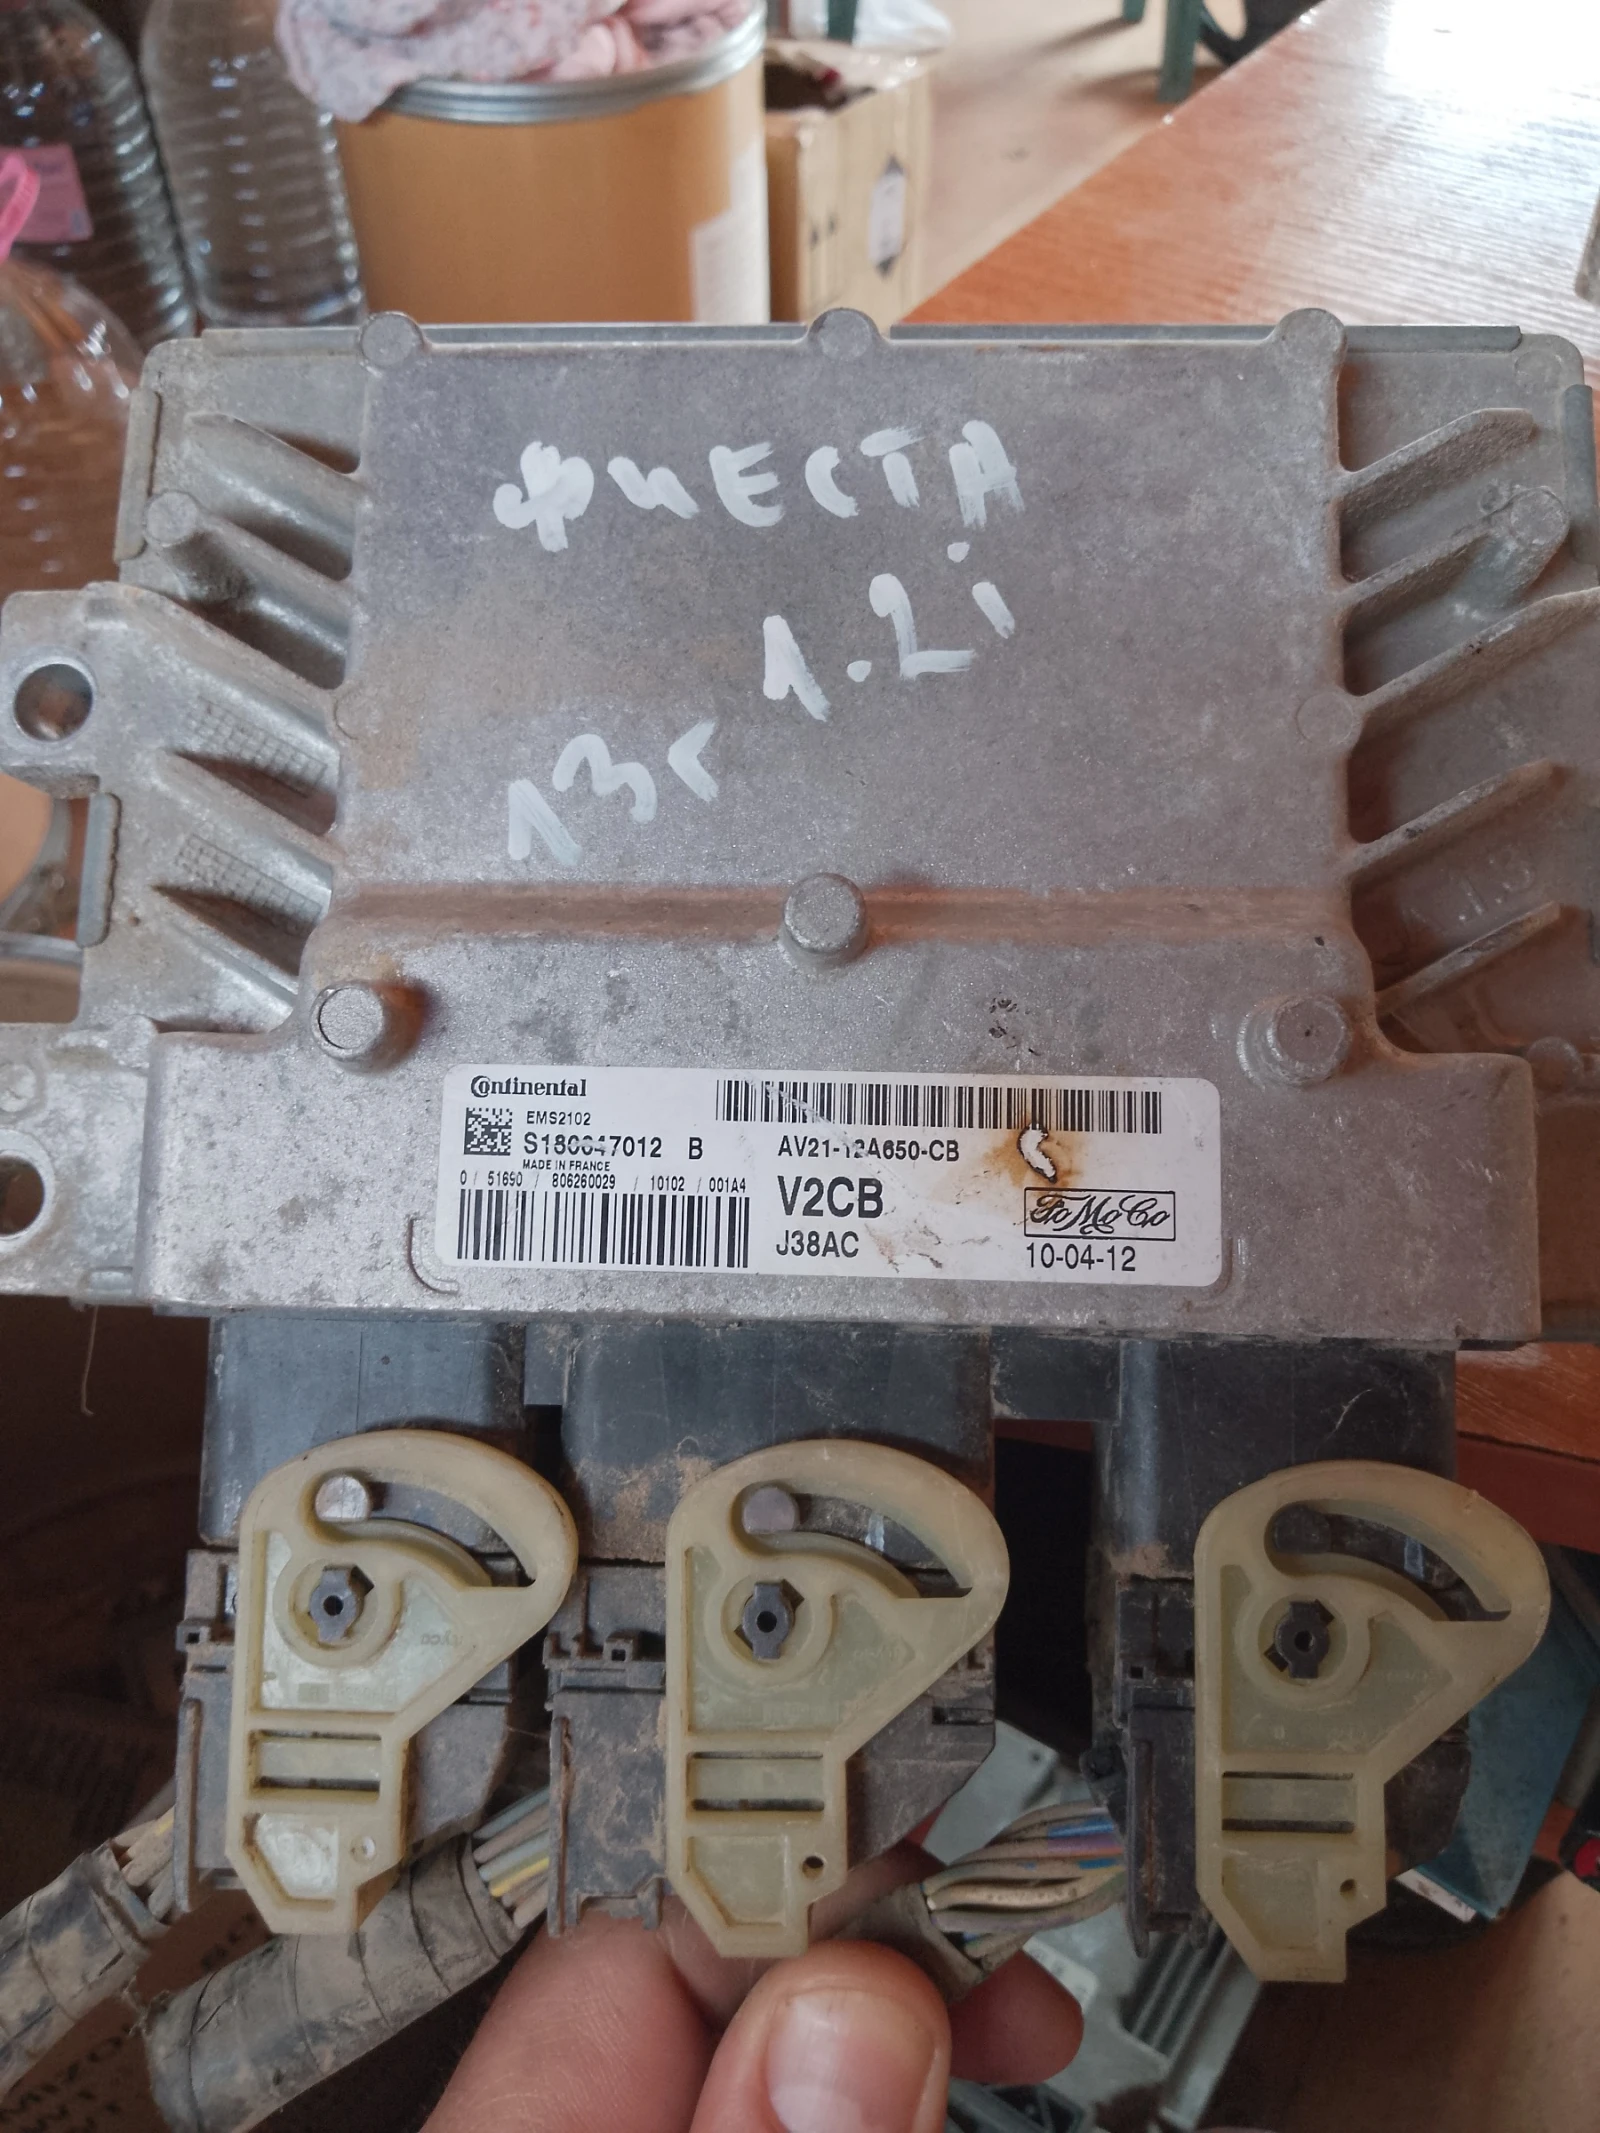 ФиЕСТА
1.2i
13г
Continental
EMS2102
S180047012 B
MADE IN FRANCE
0 / 51690 / 806260029 / 10102 / 001A4
AV21-12A650-CB
V2CB
J38AC
FoMoCo
10-04-12